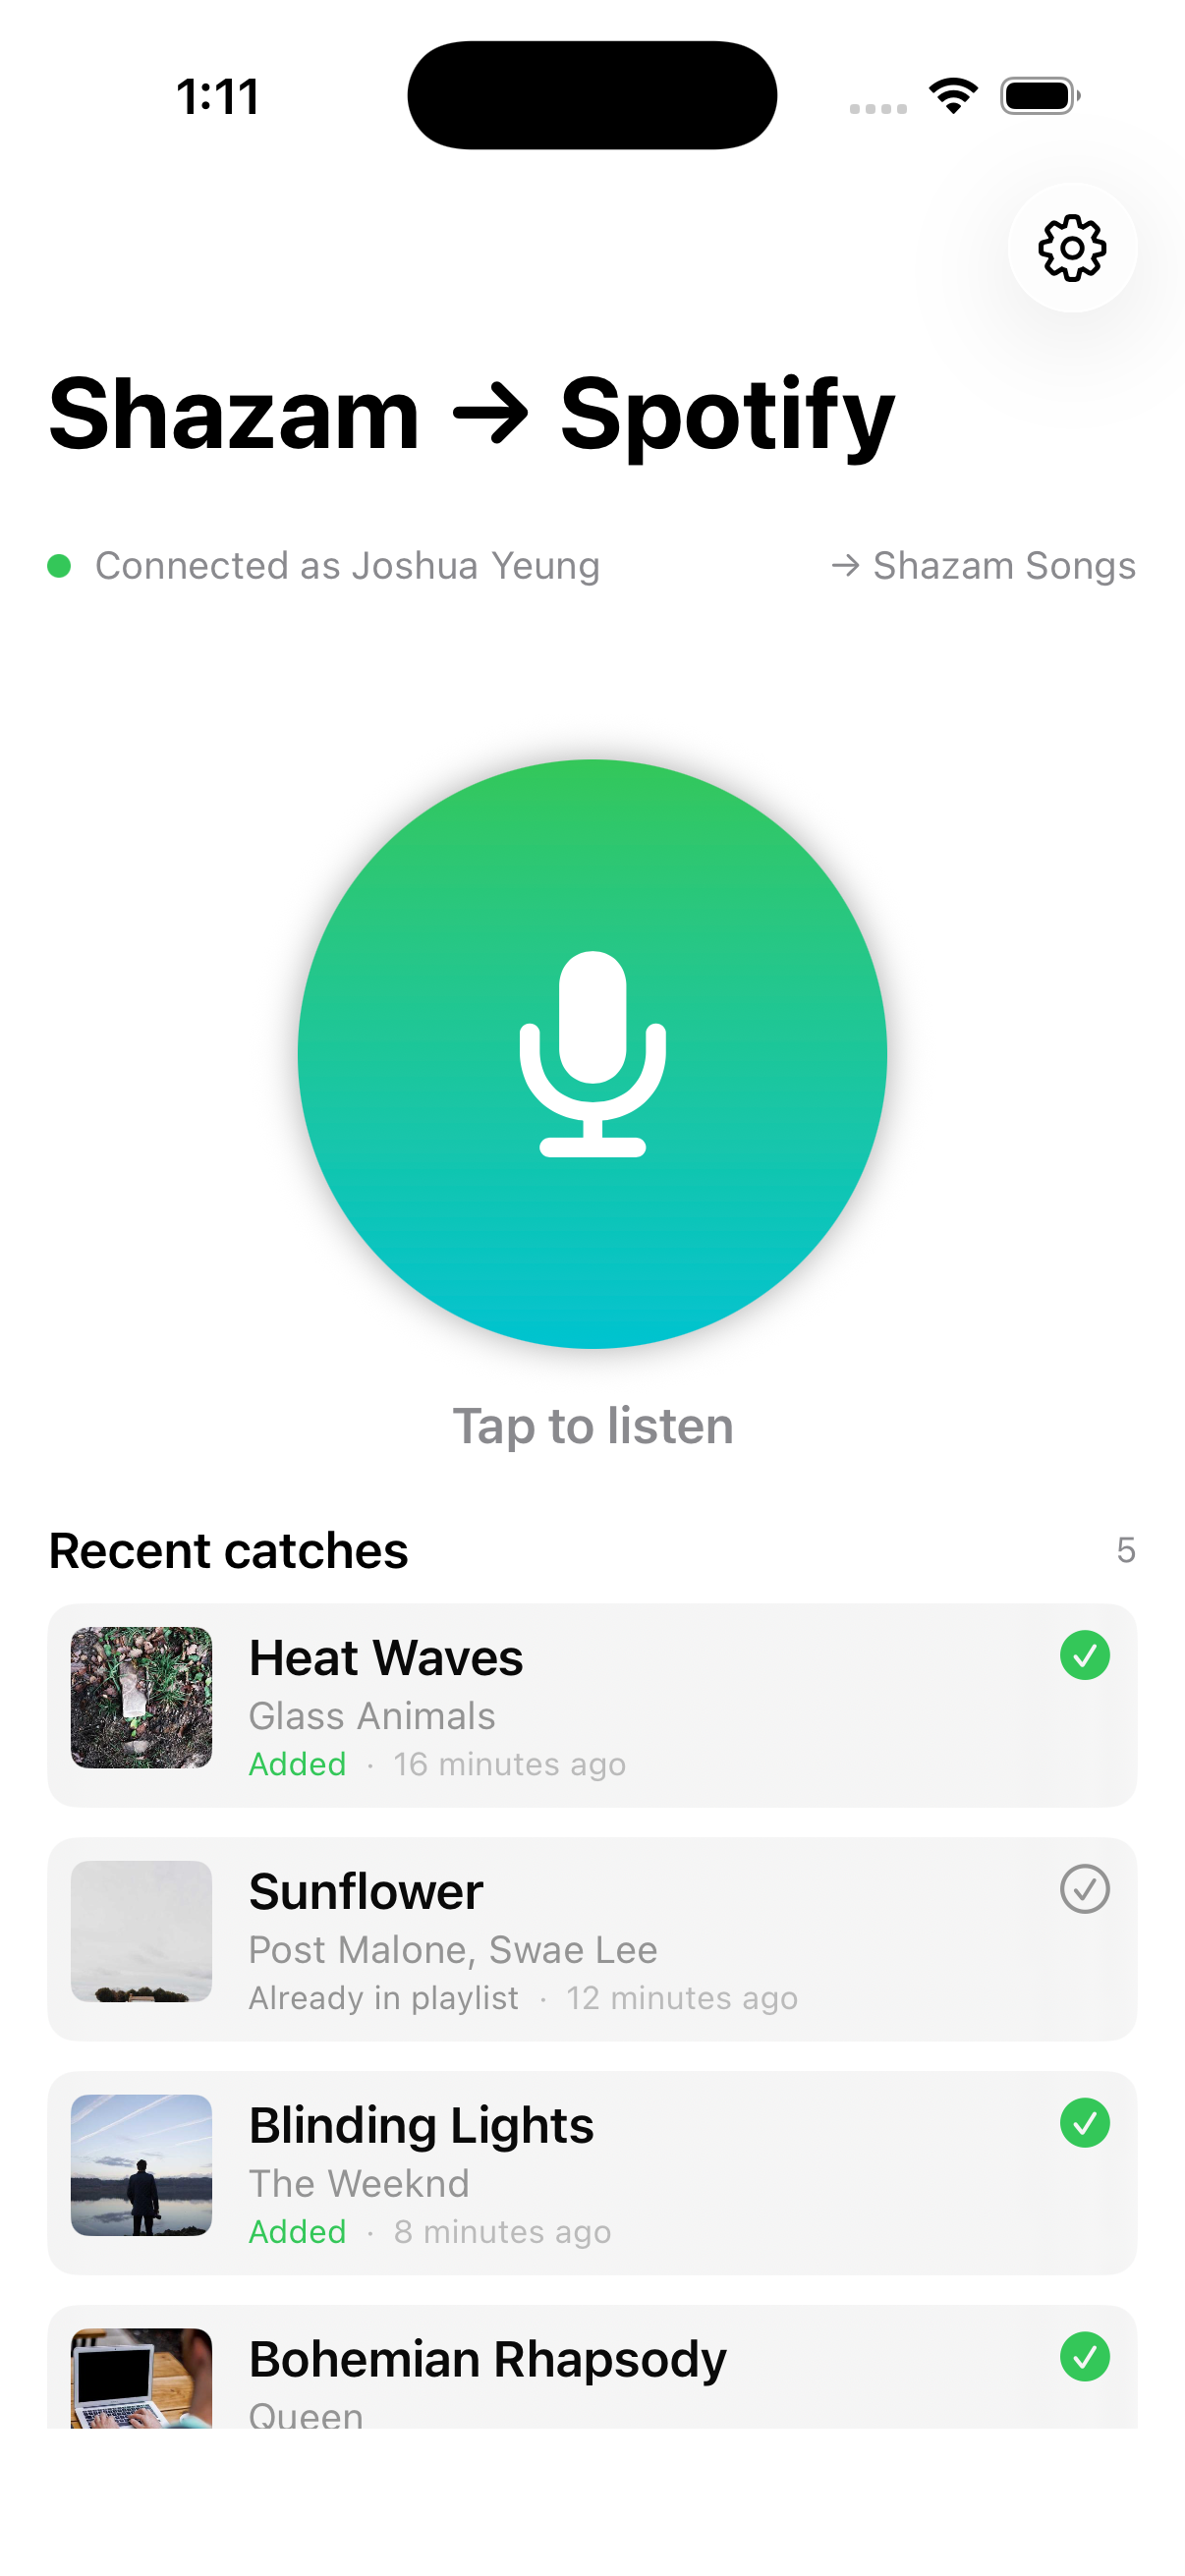 1:11
Shazam → Spotify
Connected as Joshua Yeung
→ Shazam Songs
Tap to listen
Recent catches
5
Heat Waves
Glass Animals
Added · 16 minutes ago
Sunflower
Post Malone, Swae Lee
Already in playlist · 12 minutes ago
Blinding Lights
The Weeknd
Added · 8 minutes ago
Bohemian Rhapsody
Queen